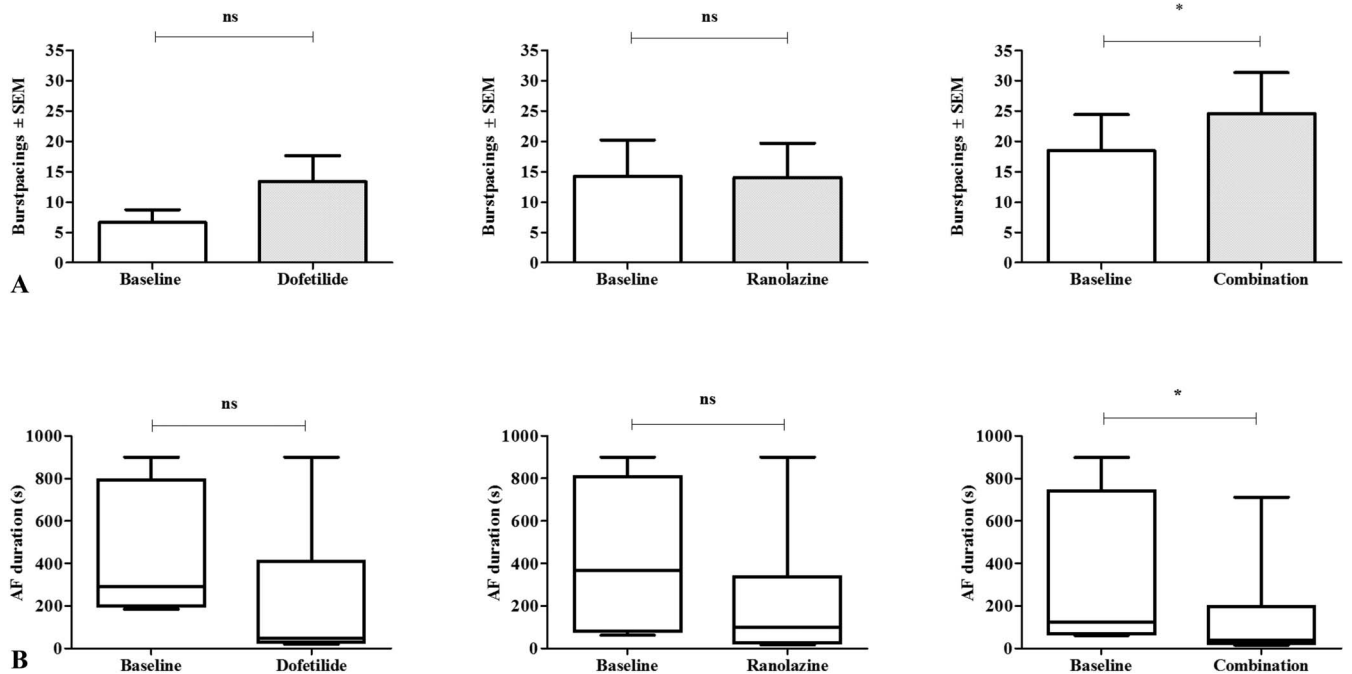 ns
ns
*
Burstpacings ± SEM
35
30
25
20
15
10
5
0
Baseline
Dofetilide
Burstpacings ± SEM
35
30
25
20
15
10
5
0
Baseline
Ranolazine
Burstpacings ± SEM
35
30
25
20
15
10
5
0
Baseline
Combination
A
ns
ns
*
AF duration (s)
1000
800
600
400
200
0
Baseline
Dofetilide
AF duration (s)
1000
800
600
400
200
0
Baseline
Ranolazine
AF duration (s)
1000
800
600
400
200
0
Baseline
Combination
B